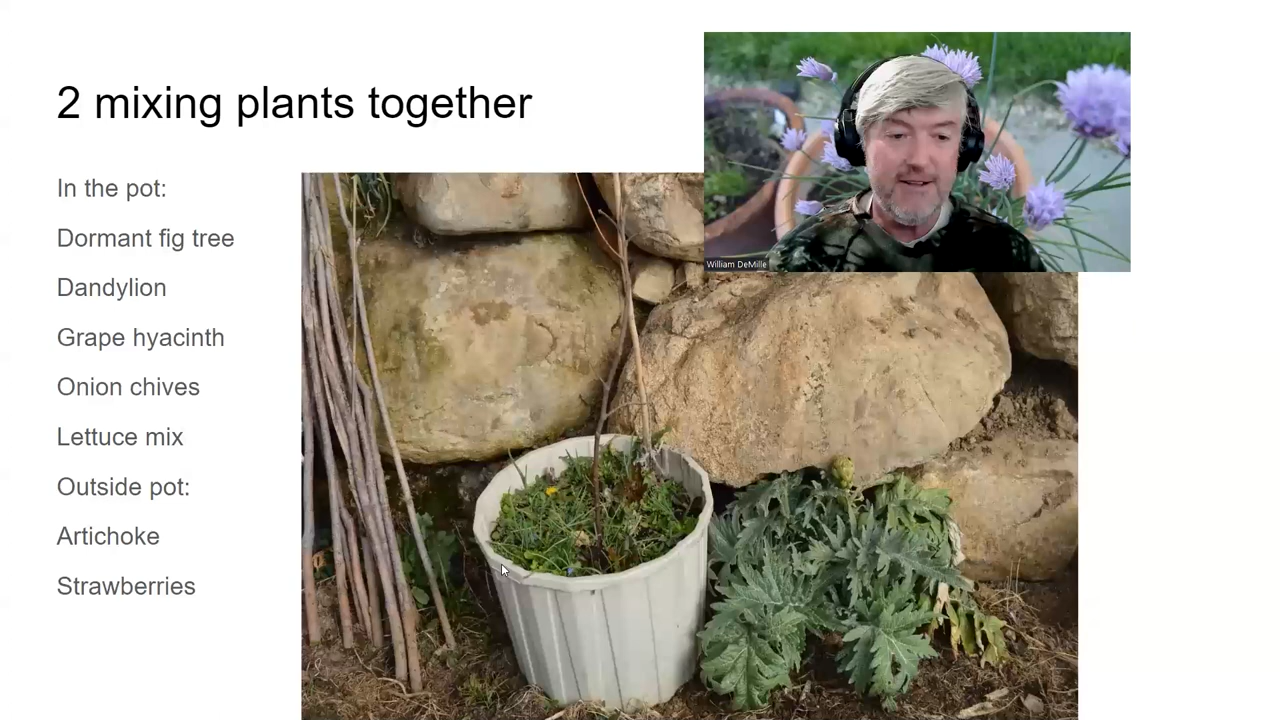 2 mixing plants together
In the pot:
Dormant fig tree
Dandylion
Grape hyacinth
Onion chives
Lettuce mix
Outside pot:
Artichoke
Strawberries
William DeMille